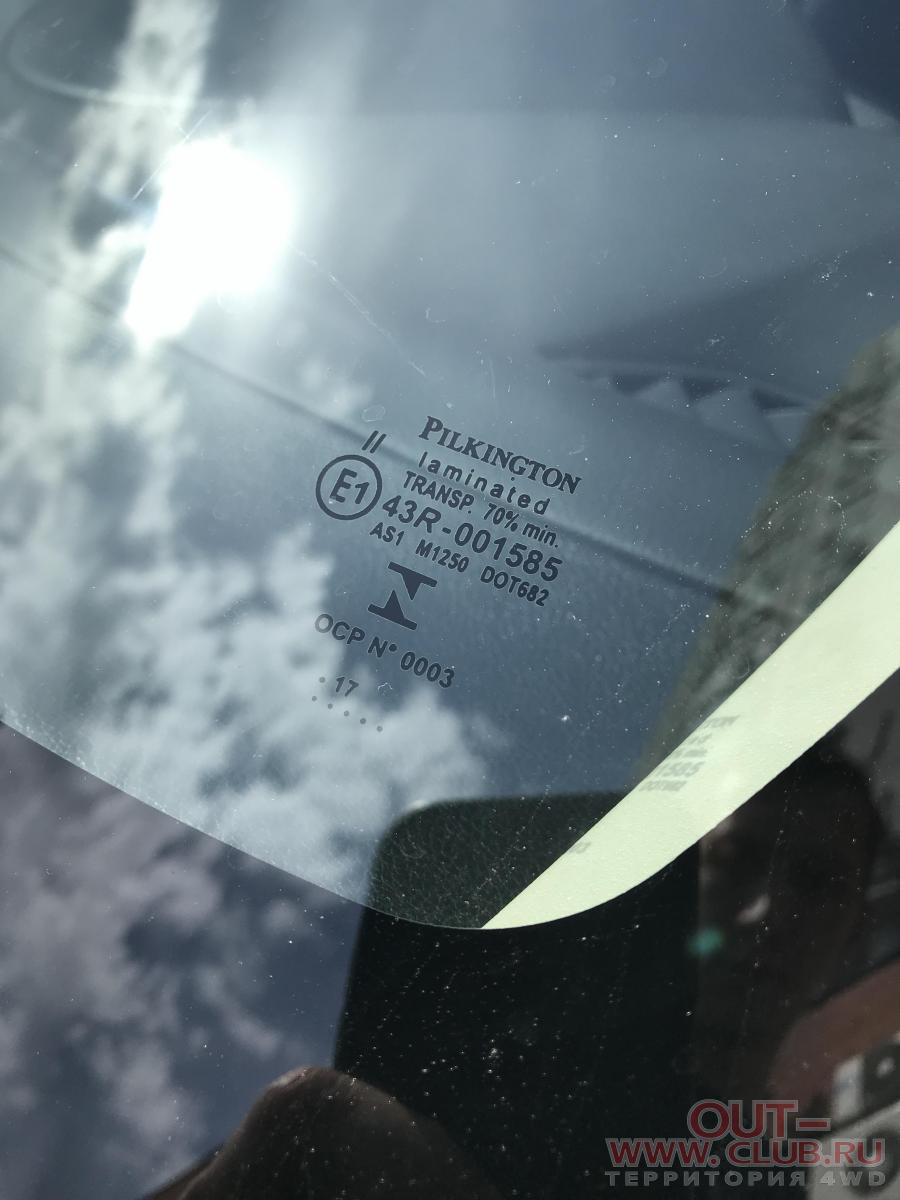 PILKINGTON
laminated
TRANSP. 70% min.
II
E1
43R-001585
AS1 M1250 DOT682
OCP N° 0003
: 17
......
OUT–
WWW.CLUB.RU
ТЕРРИТОРИЯ 4WD